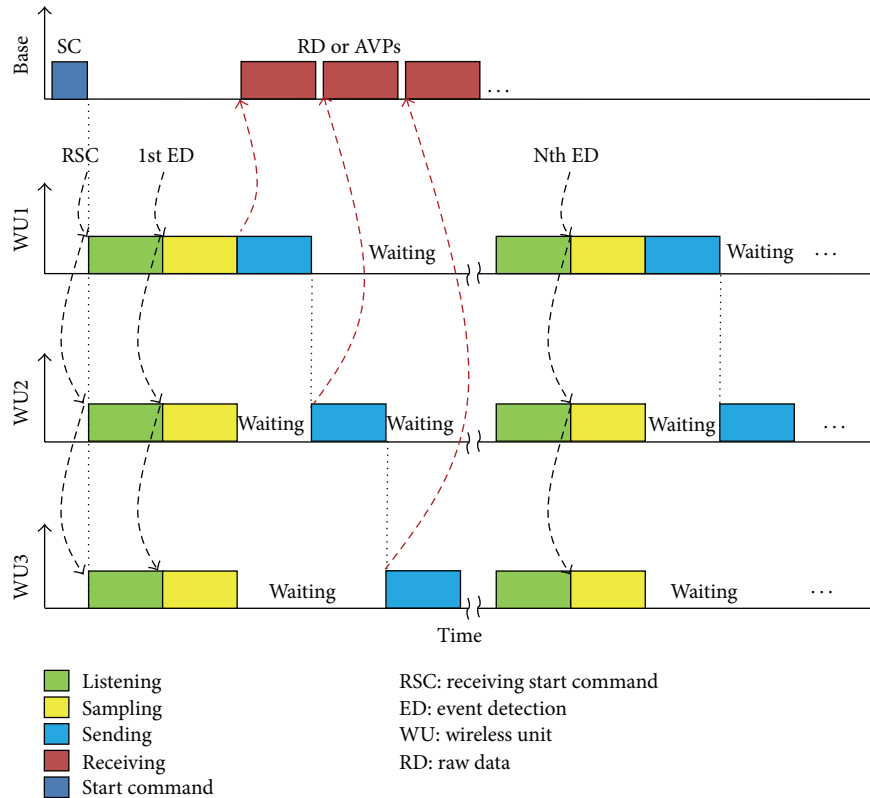 Base
SC
RD or AVPs
...
RSC
1st ED
Nth ED
WU1
Waiting
Waiting
...
WU2
Waiting
Waiting
Waiting
...
WU3
Waiting
Waiting
...
Time
Listening
Sampling
Sending
Receiving
Start command
RSC: receiving start command
ED: event detection
WU: wireless unit
RD: raw data